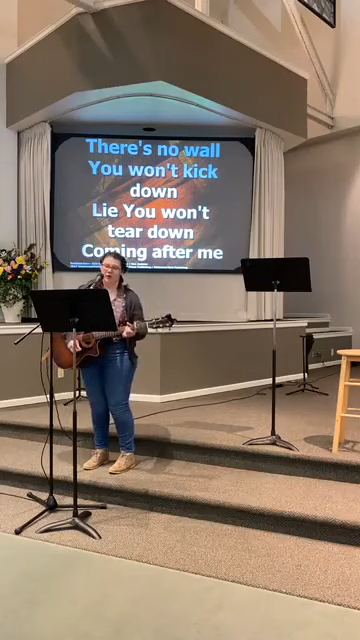 There's no wall
You won't kick
down
Lie You won't
tear down
Coming after me